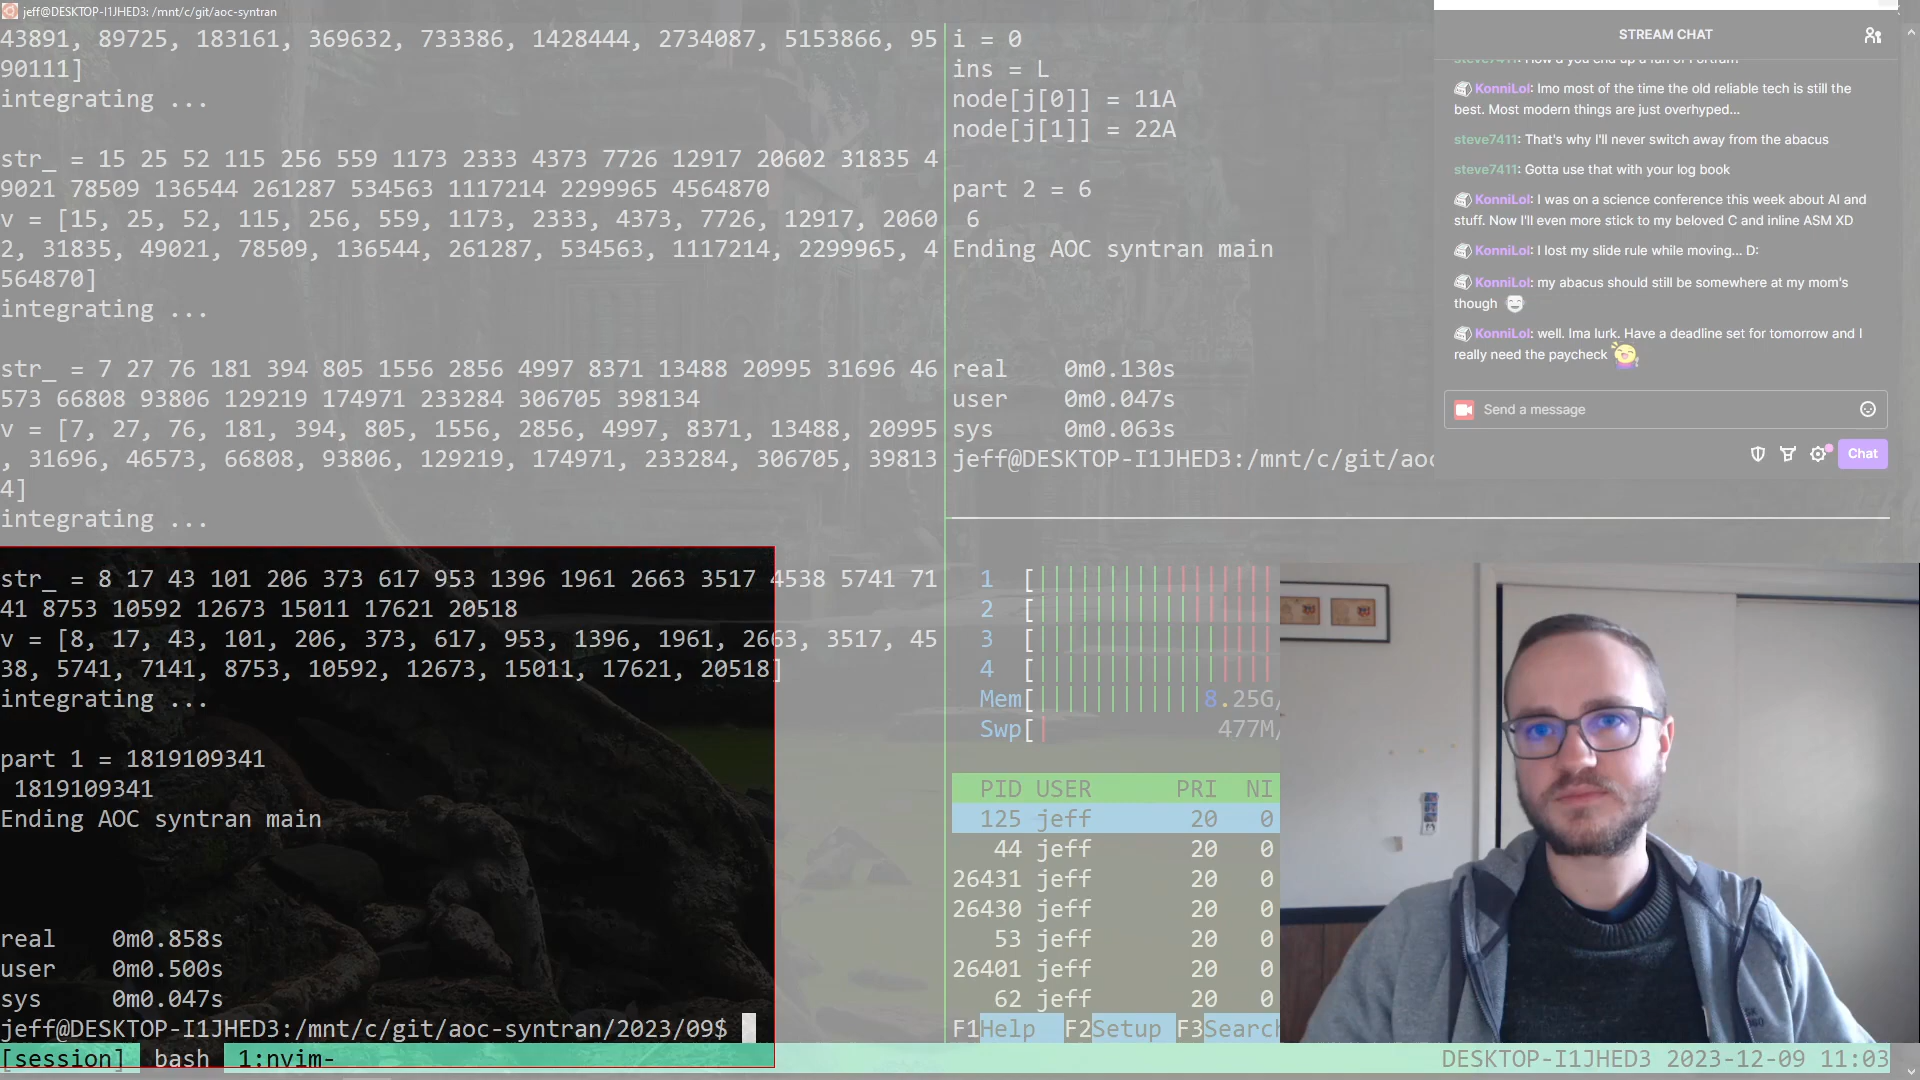 jeff@DESKTOP-I1JHED3: /mnt/c/git/aoc-syntran
43891, 89725, 183161, 369632, 733386, 1428444, 2734087, 5153866, 95
90111]
integrating ...
str_ = 15 25 52 115 256 559 1173 2333 4373 7726 12917 20602 31835 4
9021 78509 136544 261287 534563 1117214 2299965 4564870
v = [15, 25, 52, 115, 256, 559, 1173, 2333, 4373, 7726, 12917, 2060
2, 31835, 49021, 78509, 136544, 261287, 534563, 1117214, 2299965, 4
564870]
integrating ...
str_ = 7 27 76 181 394 805 1556 2856 4997 8371 13488 20995 31696 46
573 66808 93806 129219 174971 233284 306705 398134
v = [7, 27, 76, 181, 394, 805, 1556, 2856, 4997, 8371, 13488, 20995
, 31696, 46573, 66808, 93806, 129219, 174971, 233284, 306705, 39813
4]
integrating ...
str_ = 8 17 43 101 206 373 617 953 1396 1961 2663 3517 4538 5741 71
41 8753 10592 12673 15011 17621 20518
v = [8, 17, 43, 101, 206, 373, 617, 953, 1396, 1961, 2663, 3517, 45
38, 5741, 7141, 8753, 10592, 12673, 15011, 17621, 20518]
integrating ...
part 1 = 1819109341
1819109341
Ending AOC syntran main
real 0m0.858s
user 0m0.500s
sys 0m0.047s
jeff@DESKTOP-I1JHED3:/mnt/c/git/aoc-syntran/2023/09$
i = 0
ins = L
node[j[0]] = 11A
node[j[1]] = 22A
part 2 = 6
6
Ending AOC syntran main
real 0m0.130s
user 0m0.047s
sys 0m0.063s
jeff@DESKTOP-I1JHED3:/mnt/c/git/aoc
1 [||||||||||||||||||
2 [||||||||||||||||||
3 [||||||||||||||||||
4 [||||||||||||||||||
Mem[||||||||||||8.25G/
Swp[| 477M/
PID USER PRI NI
125 jeff 20 0
44 jeff 20 0
26431 jeff 20 0
26430 jeff 20 0
53 jeff 20 0
26401 jeff 20 0
62 jeff 20 0
F1Help F2Setup F3Search
STREAM CHAT
KonniLol: Imo most of the time the old reliable tech is still the
best. Most modern things are just overhyped...
steve7411: That's why I'll never switch away from the abacus
steve7411: Gotta use that with your log book
KonniLol: I was on a science conference this week about AI and
stuff. Now I'll even more stick to my beloved C and inline ASM XD
KonniLol: I lost my slide rule while moving... D:
KonniLol: my abacus should still be somewhere at my mom's
though
KonniLol: well. Ima lurk. Have a deadline set for tomorrow and I
really need the paycheck
Send a message
Chat
[session] bash 1:nvim-
DESKTOP-I1JHED3 2023-12-09 11:03